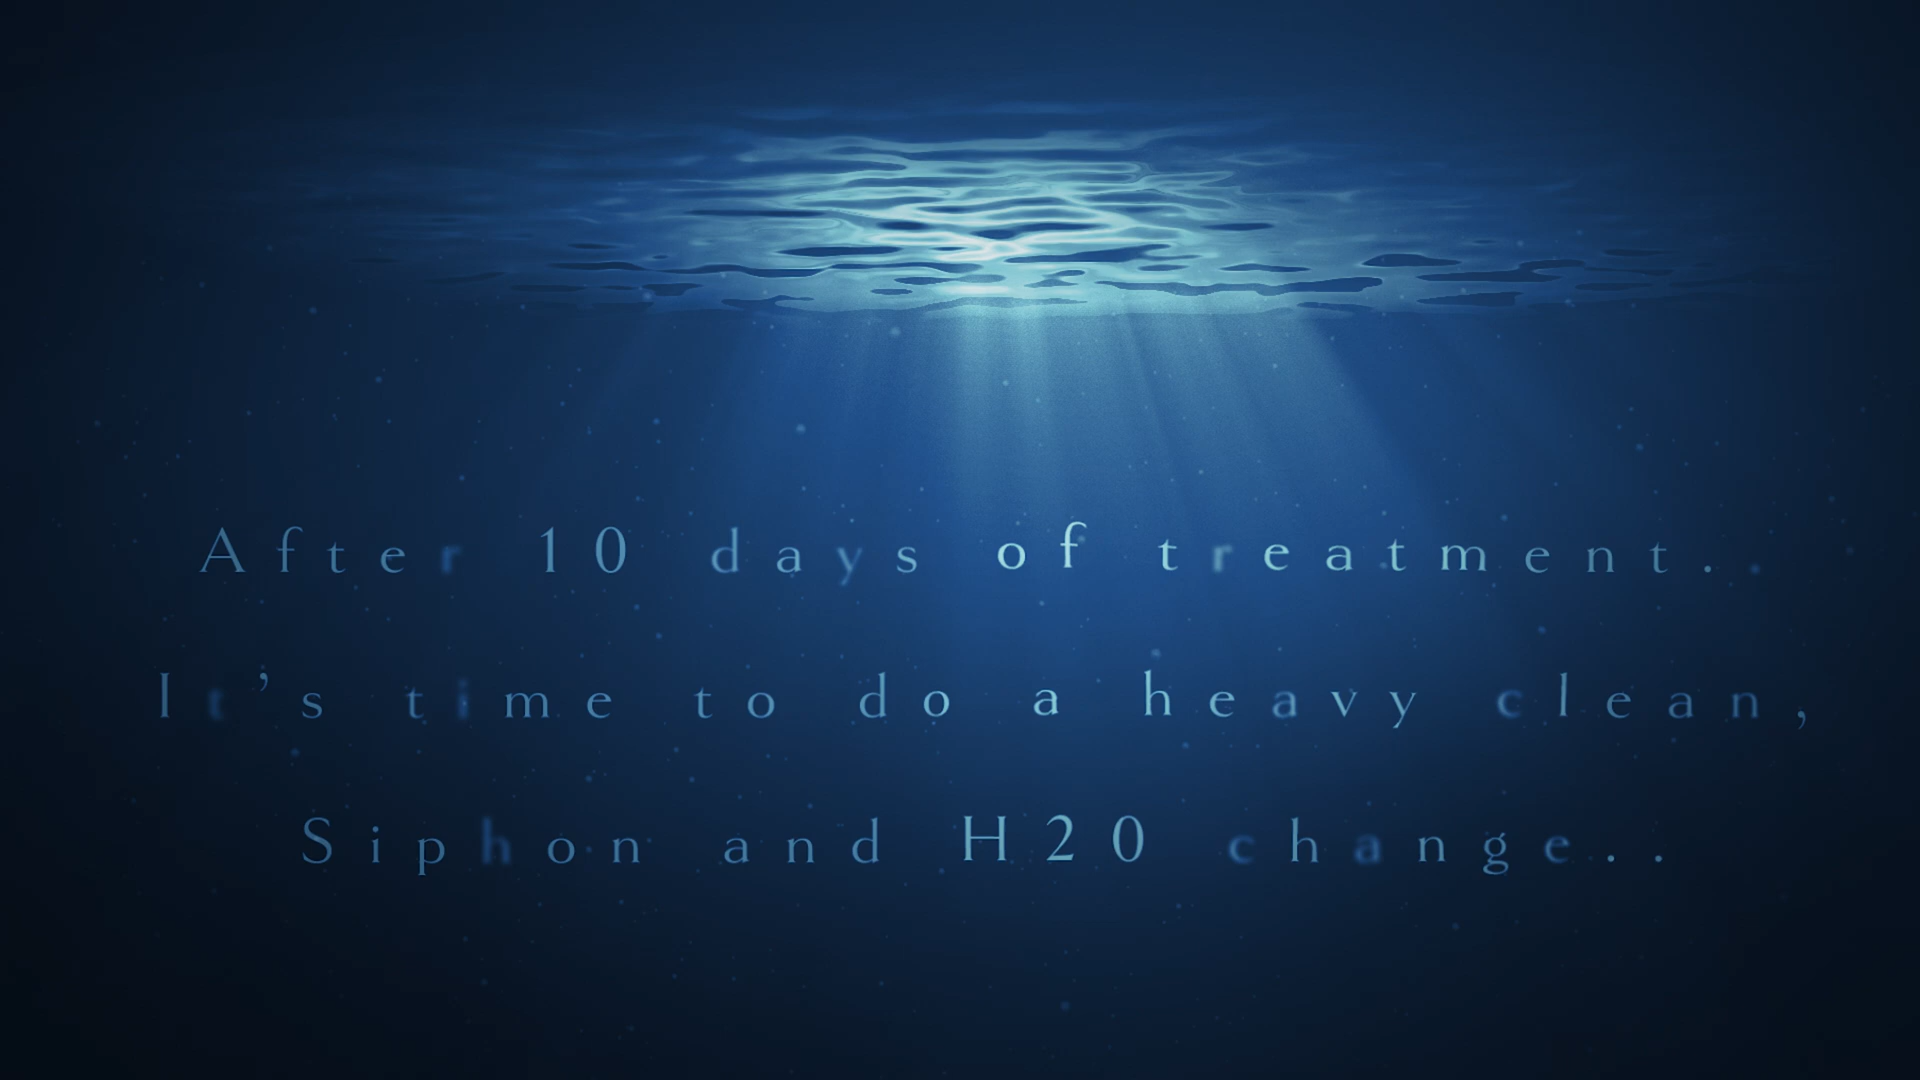 After 10 days of treatment.
It’s time to do a heavy clean,
Siphon and H20 change..